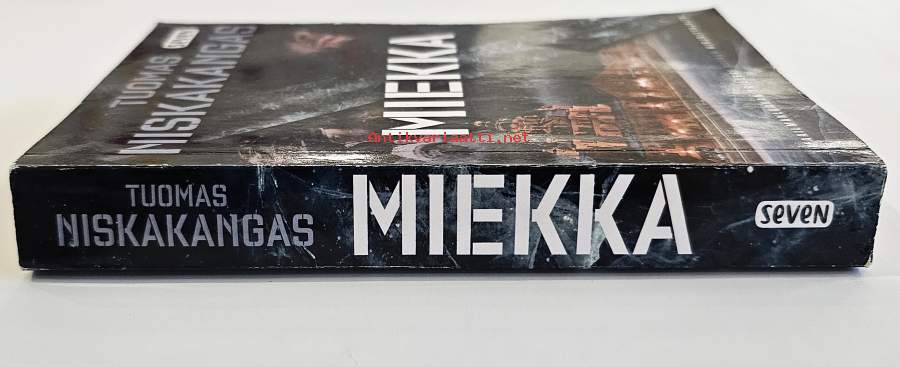 TUOMAS
NISKAKANGAS
MIEKKA
Antikvariaatti.net
TUOMAS
NISKAKANGAS
MIEKKA
seven